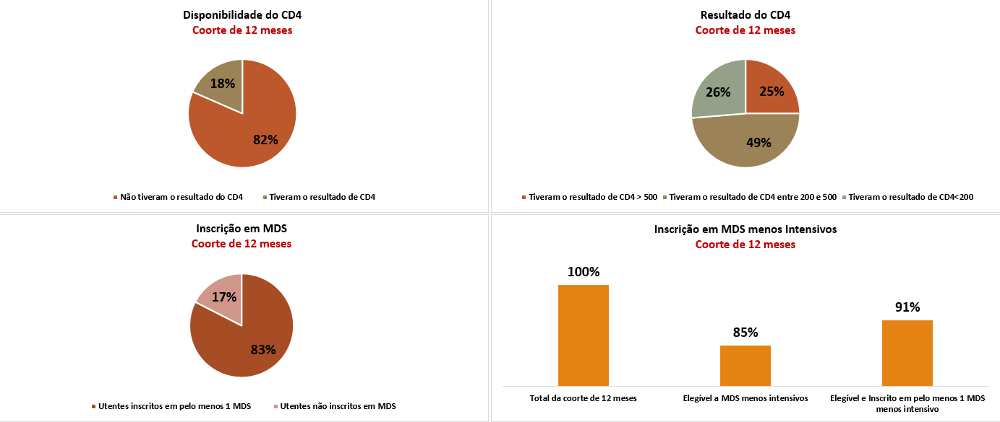 Disponibilidade do CD4
Coorte de 12 meses
18%
82%
Não tiveram o resultado do CD4
Tiveram o resultado de CD4
Resultado do CD4
Coorte de 12 meses
26%
25%
49%
Tiveram o resultado de CD4 > 500
Tiveram o resultado de CD4 entre 200 e 500
Tiveram o resultado de CD4<200
Inscrição em MDS
Coorte de 12 meses
17%
83%
Utentes inscritos em pelo menos 1 MDS
Utentes não inscritos em MDS
Inscrição em MDS menos Intensivos
Coorte de 12 meses
100%
85%
91%
Total da coorte de 12 meses
Elegível a MDS menos intensivos
Elegível e Inscrito em pelo menos 1 MDS
menos intensivo